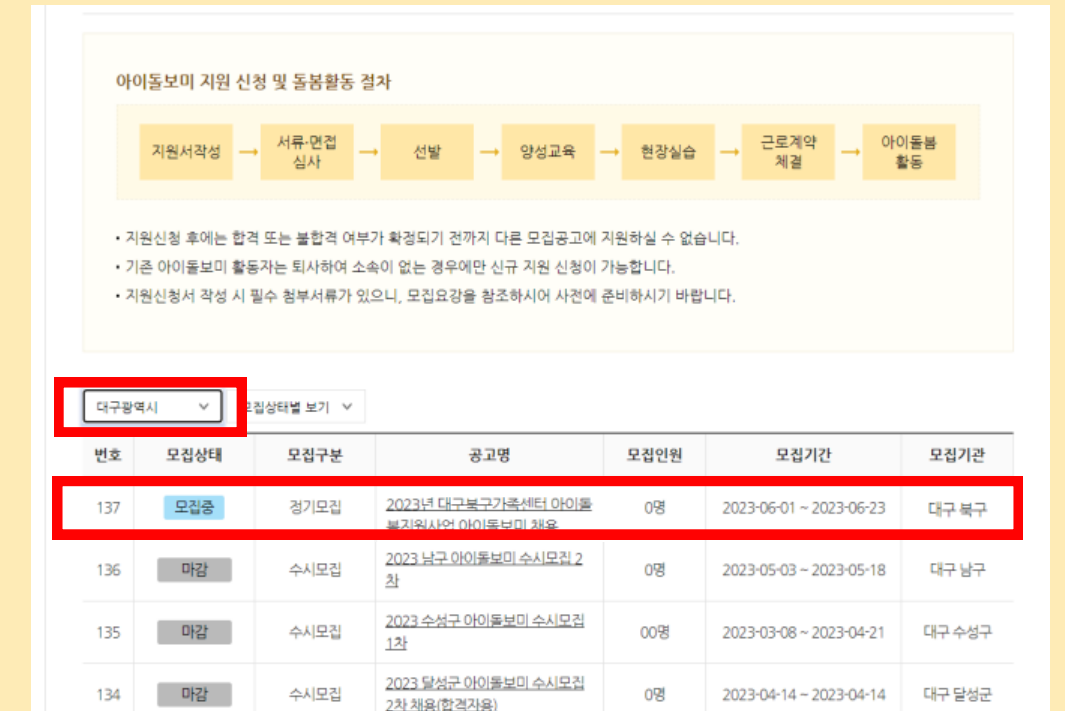 아이돌보미 지원 신청 및 돌봄활동 절차
지원서작성 → 서류·면접 심사 → 선발 → 양성교육 → 현장실습 → 근로계약 체결 → 아이돌봄 활동
• 지원신청 후에는 합격 또는 불합격 여부가 확정되기 전까지 다른 모집공고에 지원하실 수 없습니다.
• 기존 아이돌보미 활동자는 퇴사하여 소속이 없는 경우에만 신규 지원 신청이 가능합니다.
• 지원신청서 작성 시 필수 첨부서류가 있으니, 모집요강을 참조하시어 사전에 준비하시기 바랍니다.
대구광역시 모집상태별 보기
번호 모집상태 모집구분 공고명 모집인원 모집기간 모집기관
137 모집중 정기모집 2023년 대구북구가족센터 아이돌 0명 2023-06-01 ~ 2023-06-23 대구 북구
봄지원사업 아이돌보미 채용
136 마감 수시모집 2023 남구 아이돌보미 수시모집 2 0명 2023-05-03 ~ 2023-05-18 대구 남구
차
135 마감 수시모집 2023 수성구 아이돌보미 수시모집 00명 2023-03-08 ~ 2023-04-21 대구 수성구
1차
134 마감 수시모집 2023 달성군 아이돌보미 수시모집 0명 2023-04-14 ~ 2023-04-14 대구 달성군
2차 채용(합격자용)